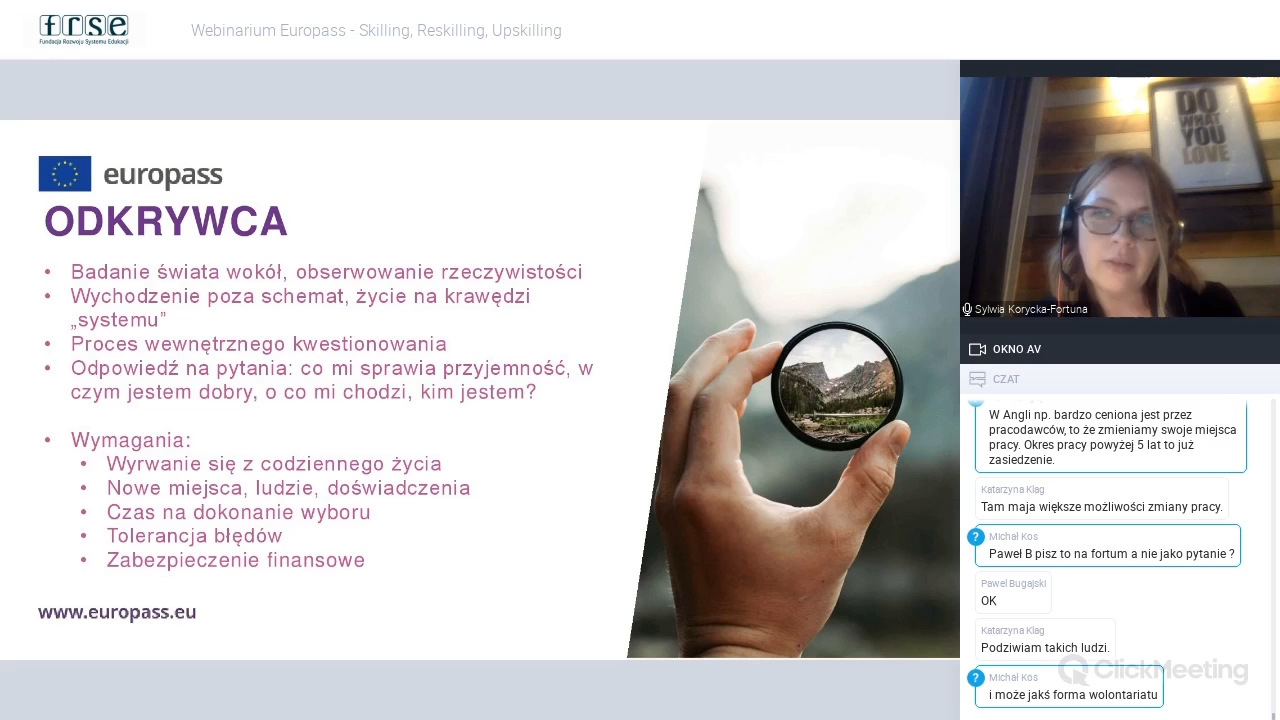 frse
Fundacja Rozwoju Systemu Edukacji
Webinarium Europass - Skilling, Reskilling, Upskilling
europass
ODKRYWCA
• Badanie świata wokół, obserwowanie rzeczywistości
• Wychodzenie poza schemat, życie na krawędzi
„systemu”
• Proces wewnętrznego kwestionowania
• Odpowiedź na pytania: co mi sprawia przyjemność, w
czym jestem dobry, o co mi chodzi, kim jestem?
• Wymagania:
• Wyrwanie się z codziennego życia
• Nowe miejsca, ludzie, doświadczenia
• Czas na dokonanie wyboru
• Tolerancja błędów
• Zabezpieczenie finansowe
www.europass.eu
DO
WHAT
YOU
LOVE
Sylwia Korycka-Fortuna
OKNO AV
CZAT
W Angli np. bardzo ceniona jest przez
pracodawców, to że zmieniamy swoje miejsca
pracy. Okres pracy powyżej 5 lat to już
zasiedzenie.
Katarzyna Kłag
Tam maja większe możliwości zmiany pracy.
? Michał Kos
Paweł B pisz to na fortum a nie jako pytanie ?
Pawel Bugajski
OK
Katarzyna Kłag
Podziwiam takich ludzi.
ClickMeeting
? Michał Kos
i może jakś forma wolontariatu